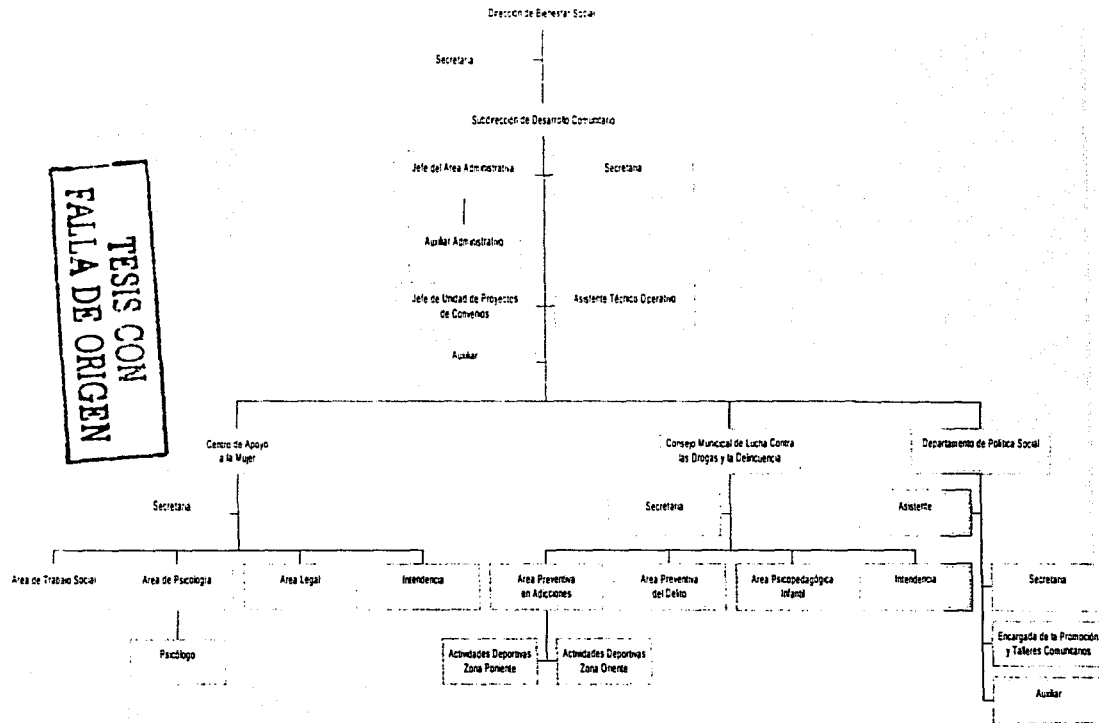 Dirección de Bienestar Social
Secretaria
Subdirección de Desarrollo Comunitario
Jefe del Area Administrativa
Secretaria
Auxiliar Administrativo
Jefe de Unidad de Proyectos
de Convenios
Asistente Técnico Operativo
Auxiliar
TESIS CON
FALLA DE ORIGEN
Centro de Apoyo
a la Mujer
Consejo Municipal de Lucha Contra
las Drogas y la Delincuencia
Departamento de Política Social
Secretaria
Secretaria
Asistente
Area de Trabajo Social
Area de Psicología
Area Legal
Intendencia
Area Preventiva
en Adicciones
Area Preventiva
del Delito
Area Psicopedagógica
Infantil
Intendencia
Secretaria
Psicólogo
Actividades Deportivas
Zona Poniente
Actividades Deportivas
Zona Oriente
Encargada de la Promoción
y Talleres Comunitarios
Auxiliar